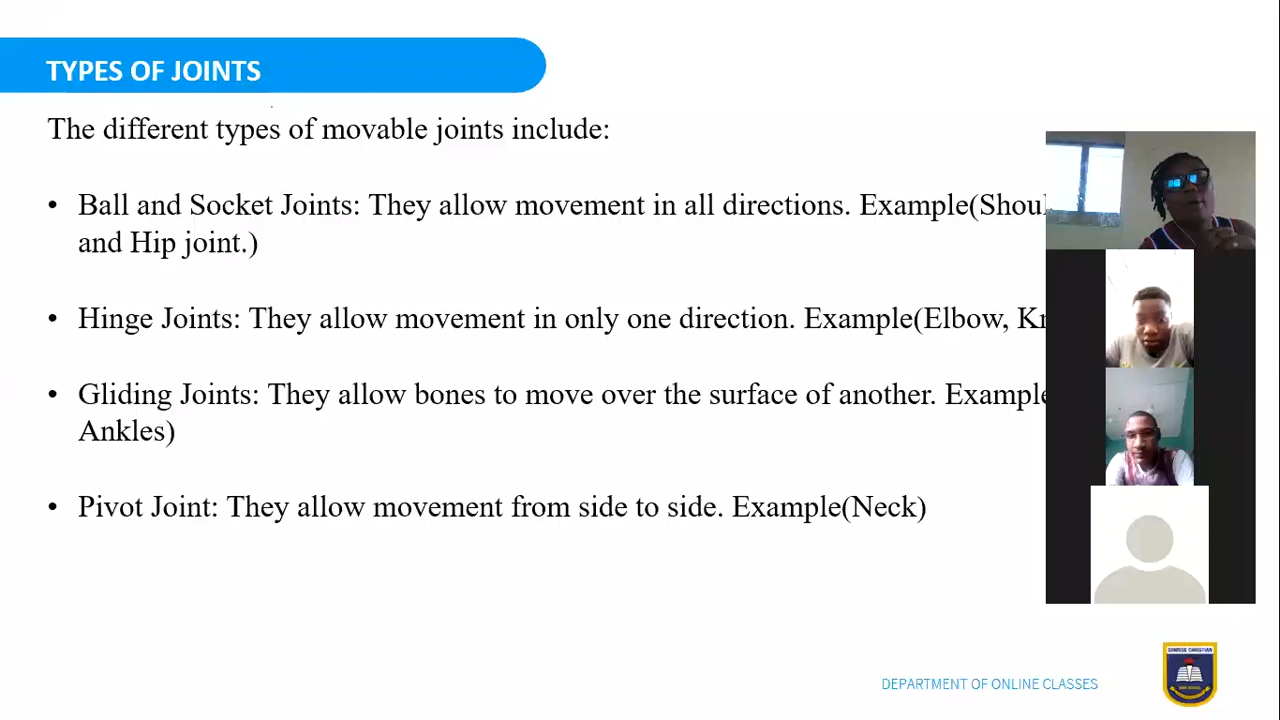 TYPES OF JOINTS
The different types of movable joints include:
• Ball and Socket Joints: They allow movement in all directions. Example(Shoul
and Hip joint.)
• Hinge Joints: They allow movement in only one direction. Example(Elbow,
• Gliding Joints: They allow bones to move over the surface of another. Example
Ankles)
• Pivot Joint: They allow movement from side to side. Example(Neck)
DEPARTMENT OF ONLINE CLASSES